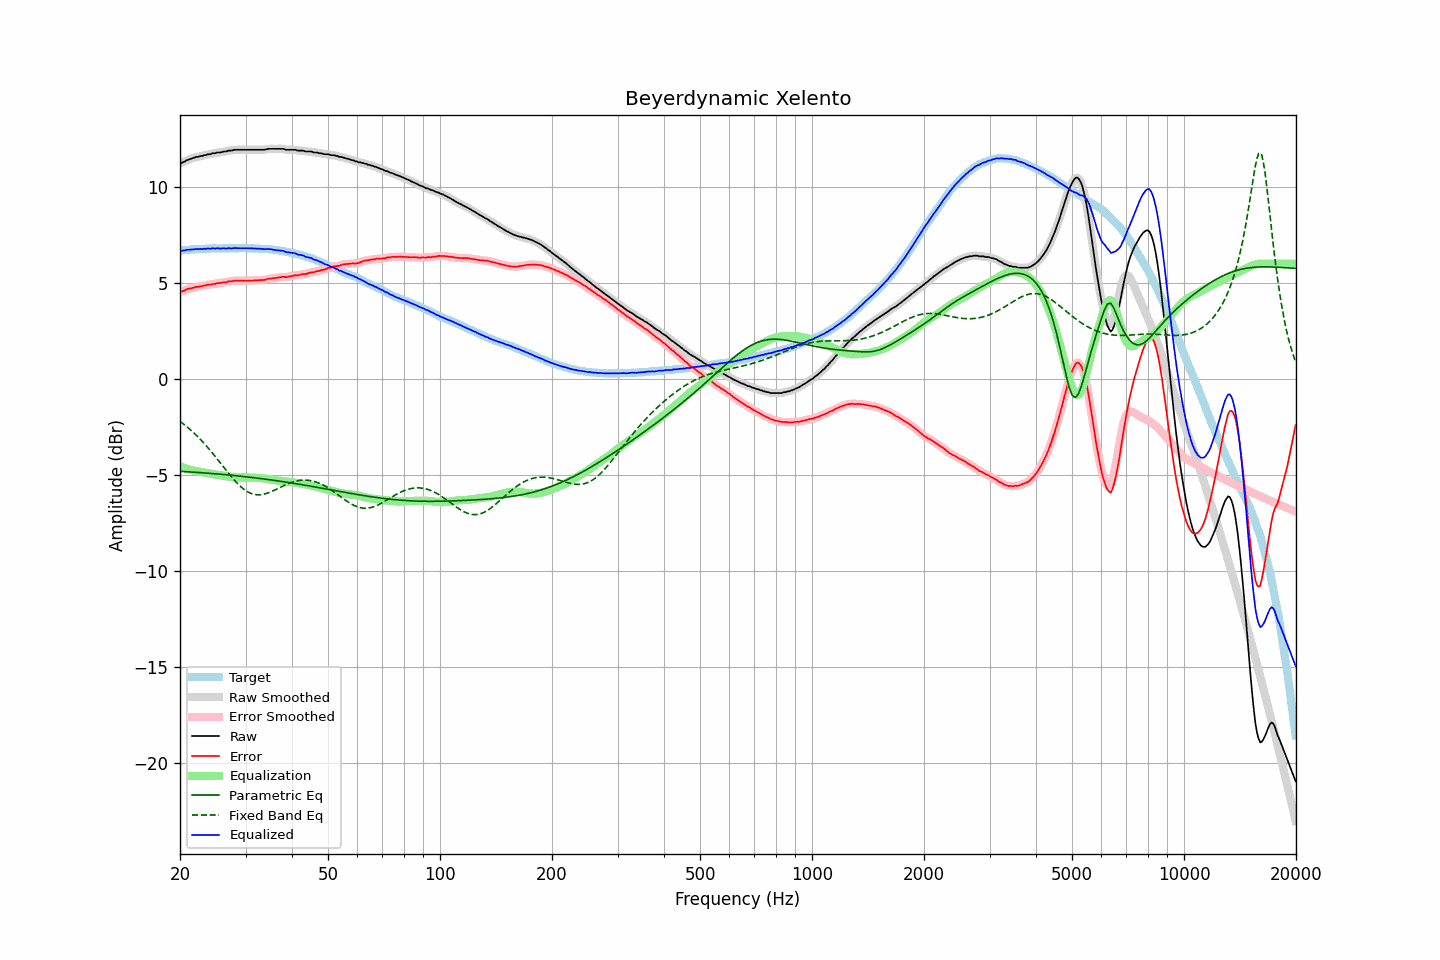 Beyerdynamic Xelento
Amplitude (dBr)
10
5
0
−5
−10
−15
−20
Target
Raw Smoothed
Error Smoothed
Raw
Error
Equalization
Parametric Eq
Fixed Band Eq
Equalized
20 50 100 200 500 1000 2000 5000 10000 20000
Frequency (Hz)